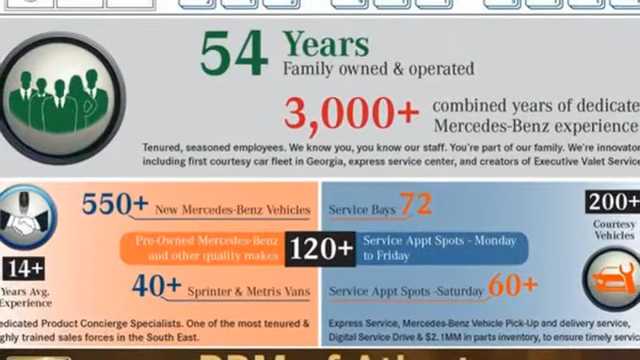 54 Years
Family owned & operated
3,000+ combined years of dedicate
Mercedes-Benz experience
Tenured, seasoned employees. We know you, you know our staff. You're part of our family. We're innovator
including first courtesy car fleet in Georgia, express service center, and creators of Executive Valet Service
550+ New Mercedes-Benz Vehicles
Pre-Owned Mercedes-Benz
and other quality makes
40+ Sprinter & Metris Vans
14+
Years Avg.
Experience
edicated Product Concierge Specialists. One of the most tenured &
ghly trained sales forces in the South East.
120+
Service Bays 72
Service Appt Spots - Monday
to Friday
Service Appt Spots -Saturday 60+
200+
Courtesy
Vehicles
Express Service, Mercedes-Benz Vehicle Pick-Up and delivery service,
Digital Service Drive & $2.1MM in parts inventory, to ensure timely servic